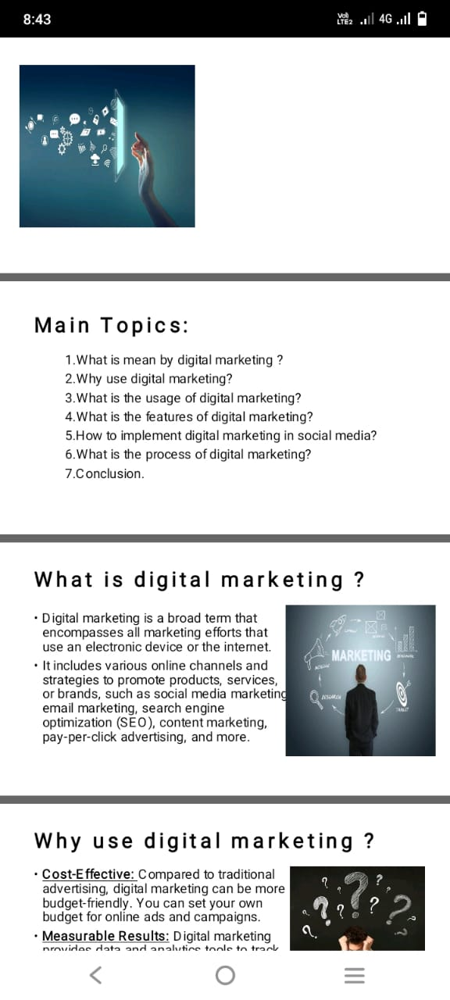 8:43
Vo)
LTE2
4G
Main Topics:
1.What is mean by digital marketing ?
2.Why use digital marketing?
3.What is the usage of digital marketing?
4.What is the features of digital marketing?
5.How to implement digital marketing in social media?
6.What is the process of digital marketing?
7.Conclusion.
What is digital marketing ?
• Digital marketing is a broad term that
encompasses all marketing efforts that
use an electronic device or the internet.
• It includes various online channels and
strategies to promote products, services,
or brands, such as social media marketing
email marketing, search engine
optimization (SEO), content marketing,
pay-per-click advertising, and more.
MARKETING
RESEARCH
TARGET
Why use digital marketing ?
• Cost-Effective: Compared to traditional
advertising, digital marketing can be more
budget-friendly. You can set your own
budget for online ads and campaigns.
• Measurable Results: Digital marketing
provides data and analytics tools to track